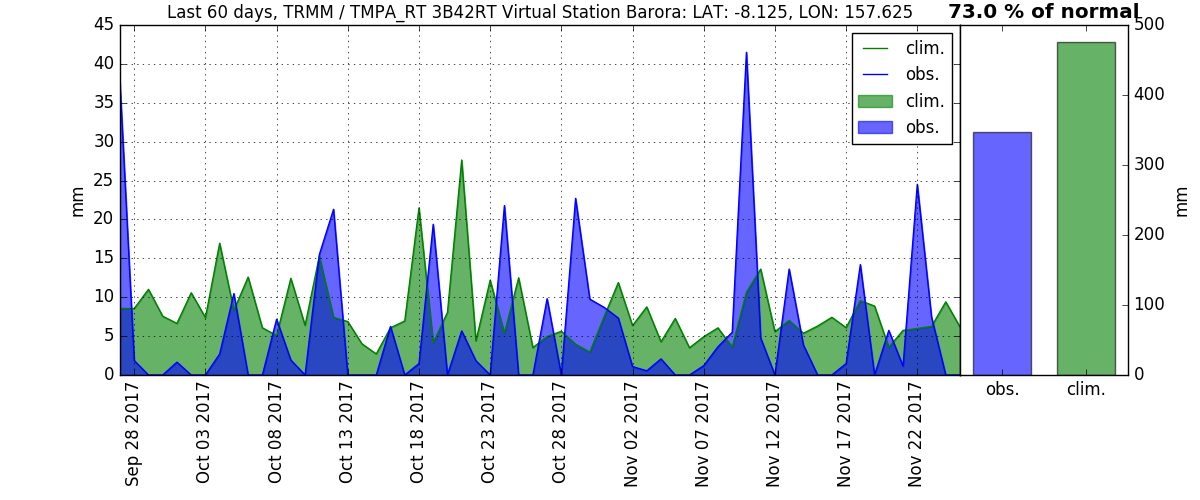 Last 60 days, TRMM / TMPA_RT 3B42RT Virtual Station Barora: LAT: -8.125, LON: 157.625
73.0 % of normal
45
40
35
30
25
20
15
10
5
0
mm
clim.
obs.
clim.
obs.
Sep 28 2017
Oct 03 2017
Oct 08 2017
Oct 13 2017
Oct 18 2017
Oct 23 2017
Oct 28 2017
Nov 02 2017
Nov 07 2017
Nov 12 2017
Nov 17 2017
Nov 22 2017
500
400
300
200
100
0
mm
obs. clim.